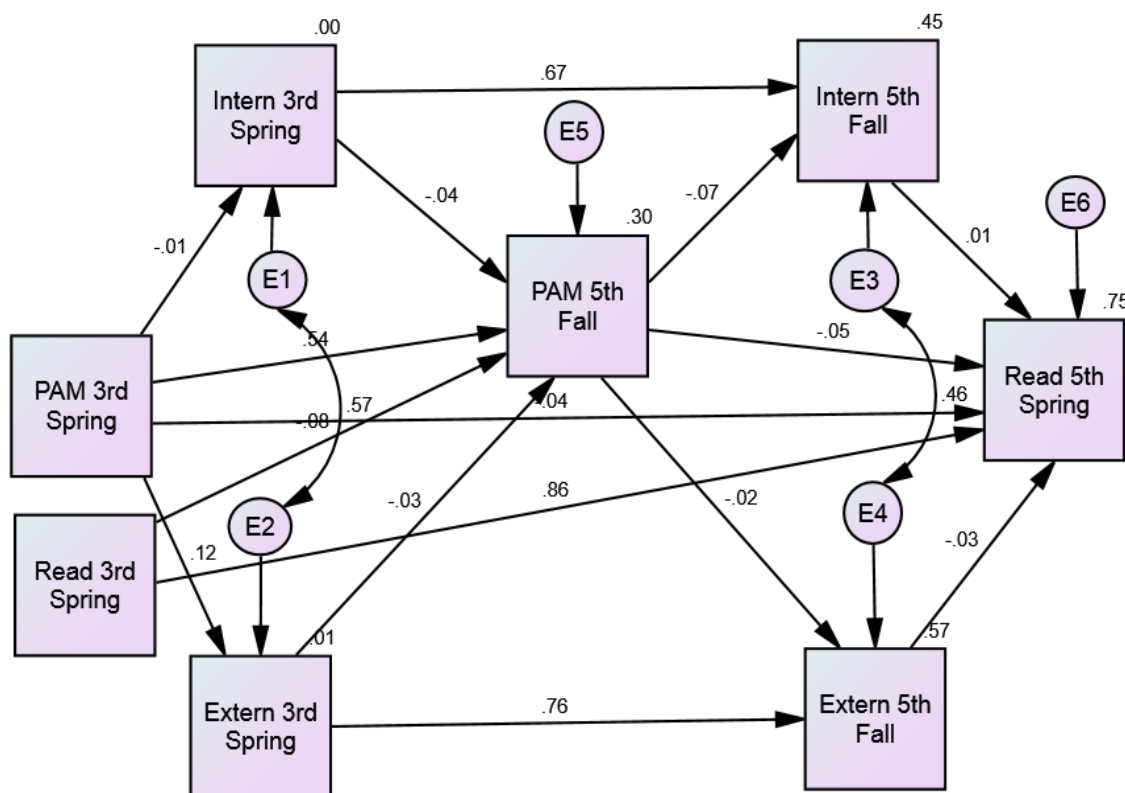 .00
.45
Intern 3rd
Spring
.67
Intern 5th
Fall
E5
-.04
-.07
.30
E6
-.01
E1
PAM 5th
Fall
E3
.01
.75
.54
-.05
PAM 3rd
Spring
.57
-.04
.46
Read 5th
Spring
-.08
.86
-.03
-.02
E2
E4
.12
-.03
Read 3rd
Spring
.01
.57
Extern 3rd
Spring
.76
Extern 5th
Fall